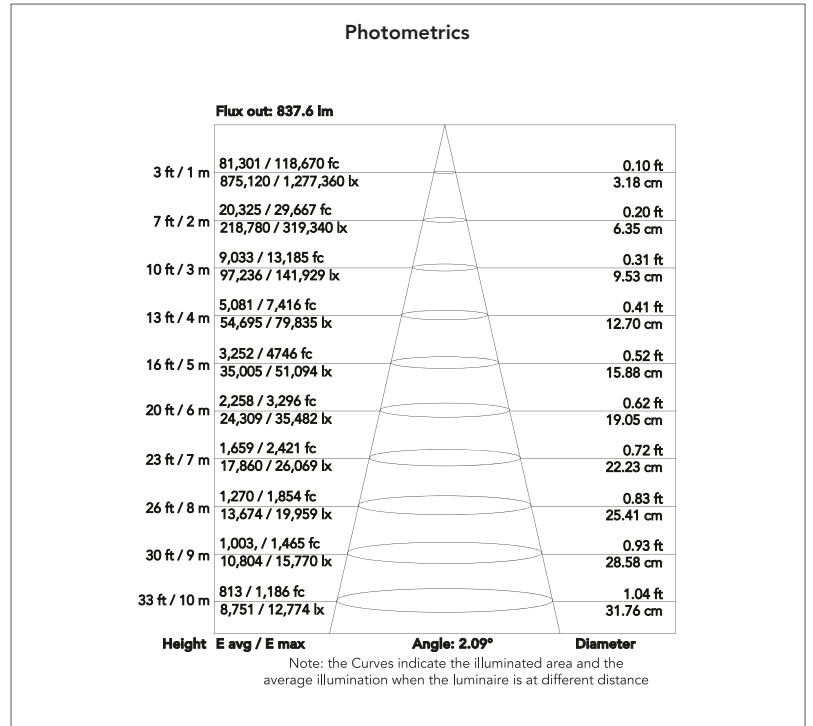 Photometrics
Flux out: 837.6 lm
3 ft / 1 m 81,301 / 118,670 fc 0.10 ft
875,120 / 1,277,360 lx 3.18 cm
7 ft / 2 m 20,325 / 29,667 fc 0.20 ft
218,780 / 319,340 lx 6.35 cm
10 ft / 3 m 9,033 / 13,185 fc 0.31 ft
97,236 / 141,929 lx 9.53 cm
13 ft / 4 m 5,081 / 7,416 fc 0.41 ft
54,695 / 79,835 lx 12.70 cm
16 ft / 5 m 3,252 / 4746 fc 0.52 ft
35,005 / 51,094 lx 15.88 cm
20 ft / 6 m 2,258 / 3,296 fc 0.62 ft
24,309 / 35,482 lx 19.05 cm
23 ft / 7 m 1,659 / 2,421 fc 0.72 ft
17,860 / 26,069 lx 22.23 cm
26 ft / 8 m 1,270 / 1,854 fc 0.83 ft
13,674 / 19,959 lx 25.41 cm
30 ft / 9 m 1,003, / 1,465 fc 0.93 ft
10,804 / 15,770 lx 28.58 cm
33 ft / 10 m 813 / 1,186 fc 1.04 ft
8,751 / 12,774 lx 31.76 cm
Height E avg / E max Angle: 2.09° Diameter
Note: the Curves indicate the illuminated area and the
average illumination when the luminaire is at different distance